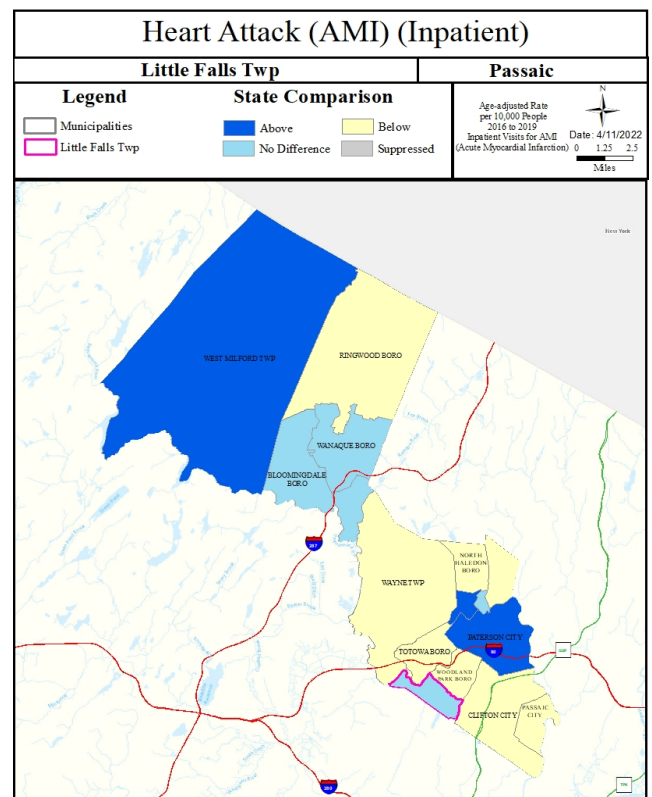 Heart Attack (AMI) (Inpatient)
Little Falls Twp
Passaic
Legend
Municipalities
Little Falls Twp
State Comparison
Above
Below
No Difference
Suppressed
Age-adjusted Rate
per 10,000 People
2016 to 2019
Inpatient Visits for AMI
(Acute Myocardial Infarction)
N
Date: 4/11/2022
0 1.25 2.5
Miles
New York
WEST MILFORD TWP
RINGWOOD BORO
WANAQUE BORO
BLOOMINGDALE
BORO
287
NORTH
HALEDON
BORO
WAYNE TWP
PATERSON CITY
80
GSP
TOTOWA BORO
WOODLAND
PARK BORO
PASSAIC
CITY
CLIFTON CITY